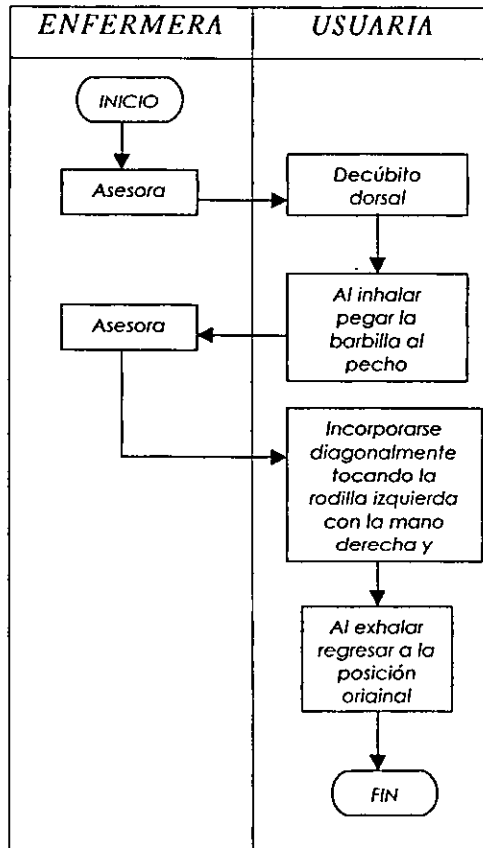 ENFERMERA
USUARIA
INICIO
Asesora
Decúbito
dorsal
Al inhalar
pegar la
barbilla al
pecho
Asesora
Incorporarse
diagonalmente
tocando la
rodilla izquierda
con la mano
derecha y
Al exhalar
regresar a la
posición
original
FIN